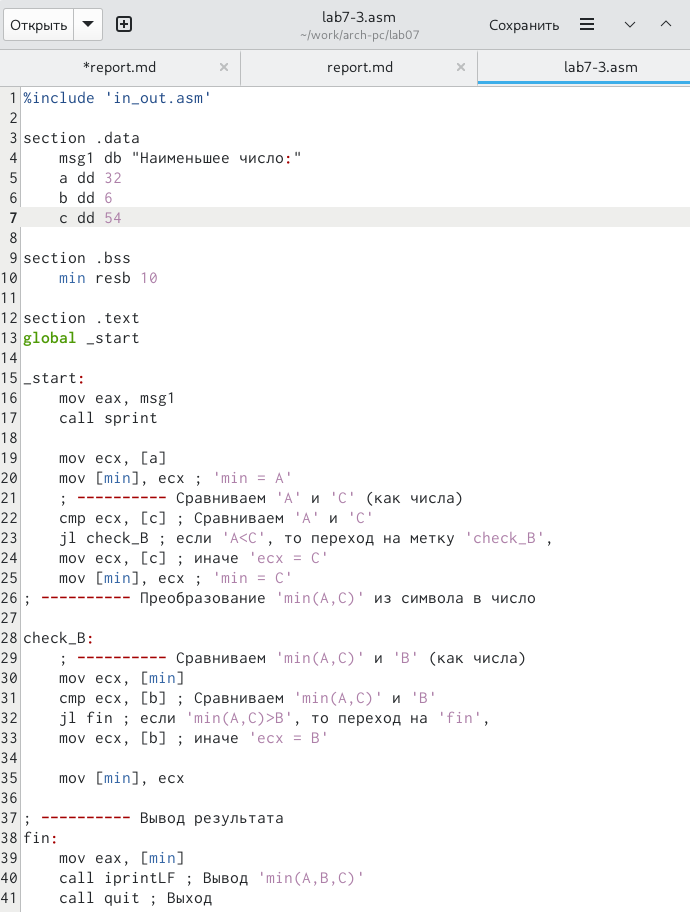 Открыть
lab7-3.asm
~/work/arch-pc/lab07
Сохранить
*report.md × report.md × lab7-3.asm
1 %include 'in_out.asm'
2
3 section .data
4 msg1 db "Наименьшее число:"
5 a dd 32
6 b dd 6
7 c dd 54
8
9 section .bss
10 min resb 10
11
12 section .text
13 global _start
14
15 _start:
16 mov eax, msg1
17 call sprint
18
19 mov ecx, [a]
20 mov [min], ecx ; 'min = A'
21 ; ---------- Сравниваем 'A' и 'C' (как числа)
22 cmp ecx, [c] ; Сравниваем 'A' и 'C'
23 jl check_B ; если 'A<C', то переход на метку 'check_B',
24 mov ecx, [c] ; иначе 'ecx = C'
25 mov [min], ecx ; 'min = C'
26 ; ---------- Преобразование 'min(A,C)' из символа в число
27
28 check_B:
29 ; ---------- Сравниваем 'min(A,C)' и 'B' (как числа)
30 mov ecx, [min]
31 cmp ecx, [b] ; Сравниваем 'min(A,C)' и 'B'
32 jl fin ; если 'min(A,C)>B', то переход на 'fin',
33 mov ecx, [b] ; иначе 'ecx = B'
34
35 mov [min], ecx
36
37 ; ---------- Вывод результата
38 fin:
39 mov eax, [min]
40 call iprintLF ; Вывод 'min(A,B,C)'
41 call quit ; Выход